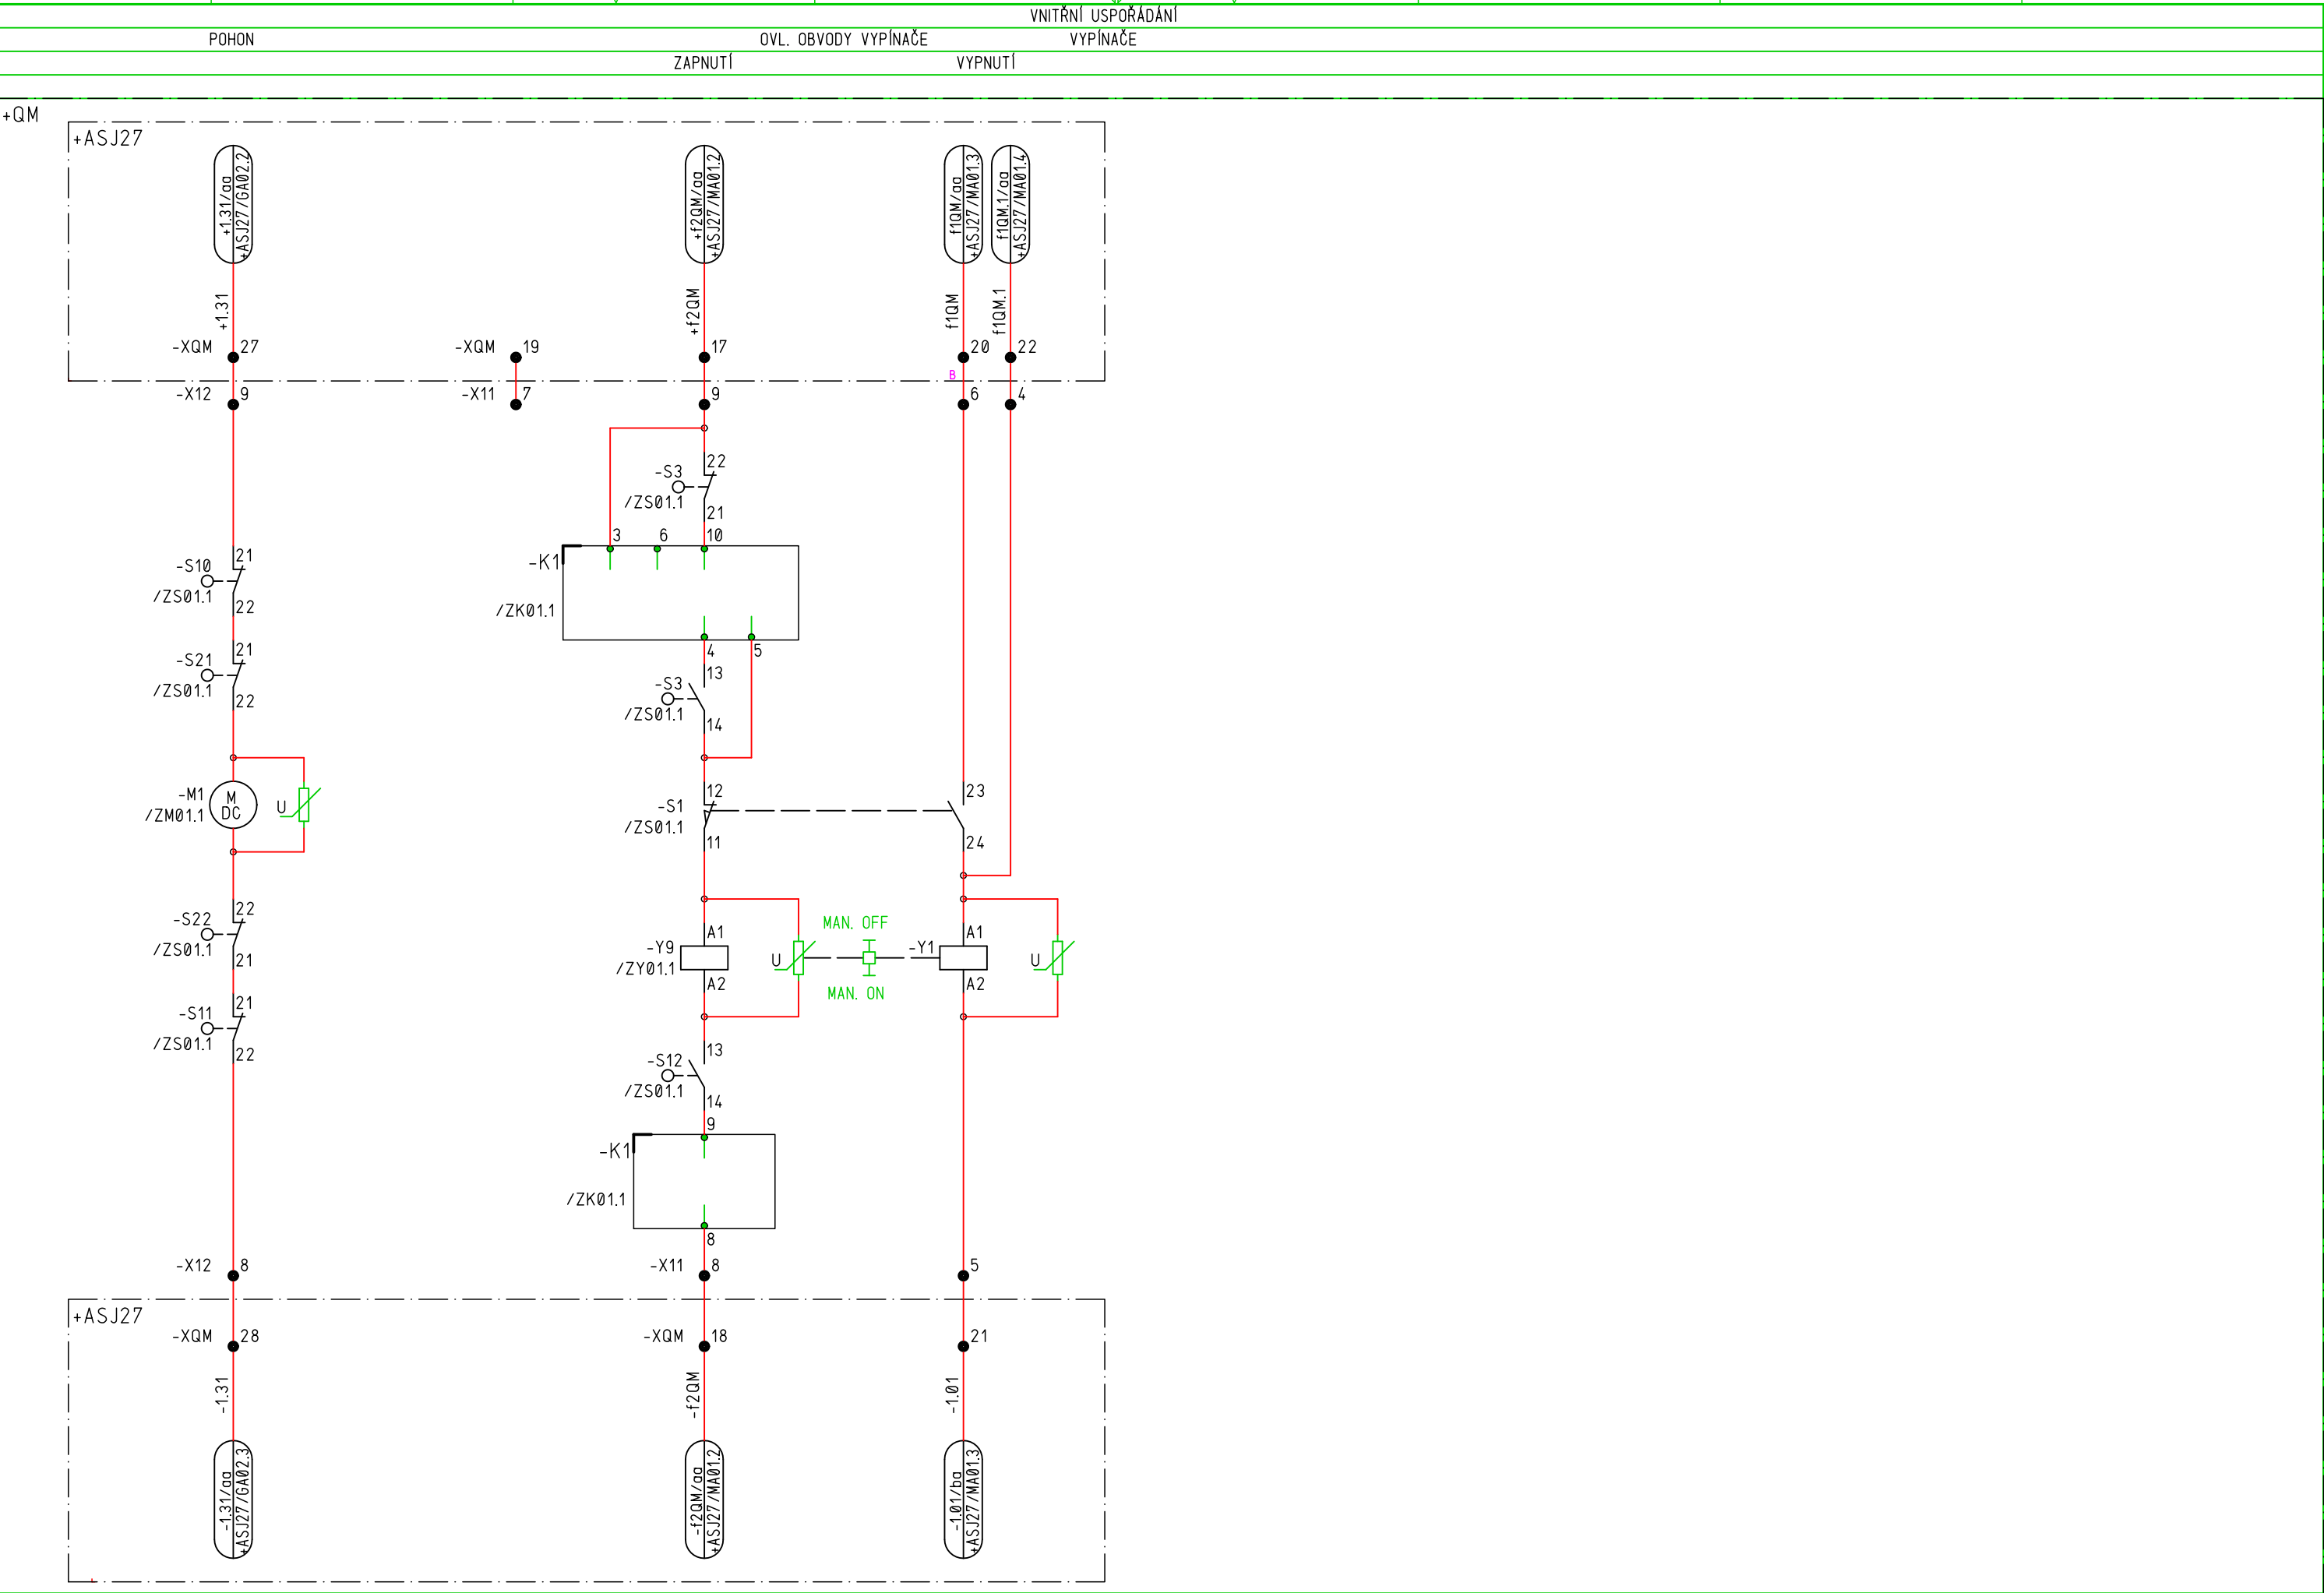 VNITŘNÍ USPOŘÁDÁNÍ
POHON
OVL. OBVODY VYPÍNAČE
VYPÍNAČE
ZAPNUTÍ
VYPNUTÍ
+QM
+ASJ27
+1.31/aa
+ASJ27/GA02.2
+f2QM/aa
+ASJ27/MA01.2
f1QM/aa
+ASJ27/MA01.3
f1QM.1/aa
+ASJ27/MA01.4
+1.31
+f2QM
f1QM
f1QM.1
-XQM 27
-XQM 19
17
20
22
B
-X12 9
-X11 7
9
6
4
22
-S3
/ZS01.1
21
3 6 10
-K1
/ZK01.1
4 5
21
-S10
/ZS01.1
22
21
-S21
/ZS01.1
22
13
-S3
/ZS01.1
14
-M1
/ZM01.1
M
DC
U
12
-S1
/ZS01.1
11
23
24
22
-S22
/ZS01.1
21
A1
-Y9
/ZY01.1
A2
U
MAN. OFF
MAN. ON
A1
-Y1
A2
U
21
-S11
/ZS01.1
22
13
-S12
/ZS01.1
14
9
-K1
/ZK01.1
8
-X12 8
-X11 8
5
+ASJ27
-XQM 28
-XQM 18
21
-1.31
-f2QM
-1.01
-1.31/aa
+ASJ27/GA02.3
-f2QM/aa
+ASJ27/MA01.2
-1.01/ba
+ASJ27/MA01.3